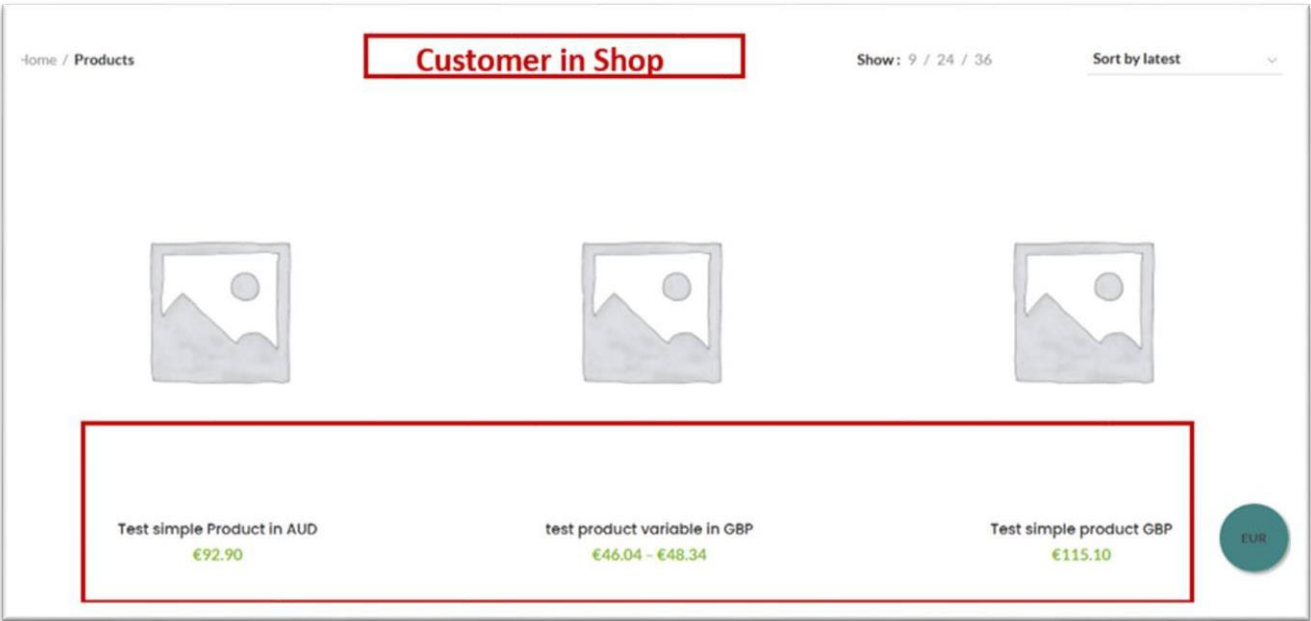 Home / Products
Customer in Shop
Show : 9 / 24 / 36
Sort by latest
Test simple Product in AUD
€92.90
test product variable in GBP
€46.04 – €48.34
Test simple product GBP
€115.10
EUR